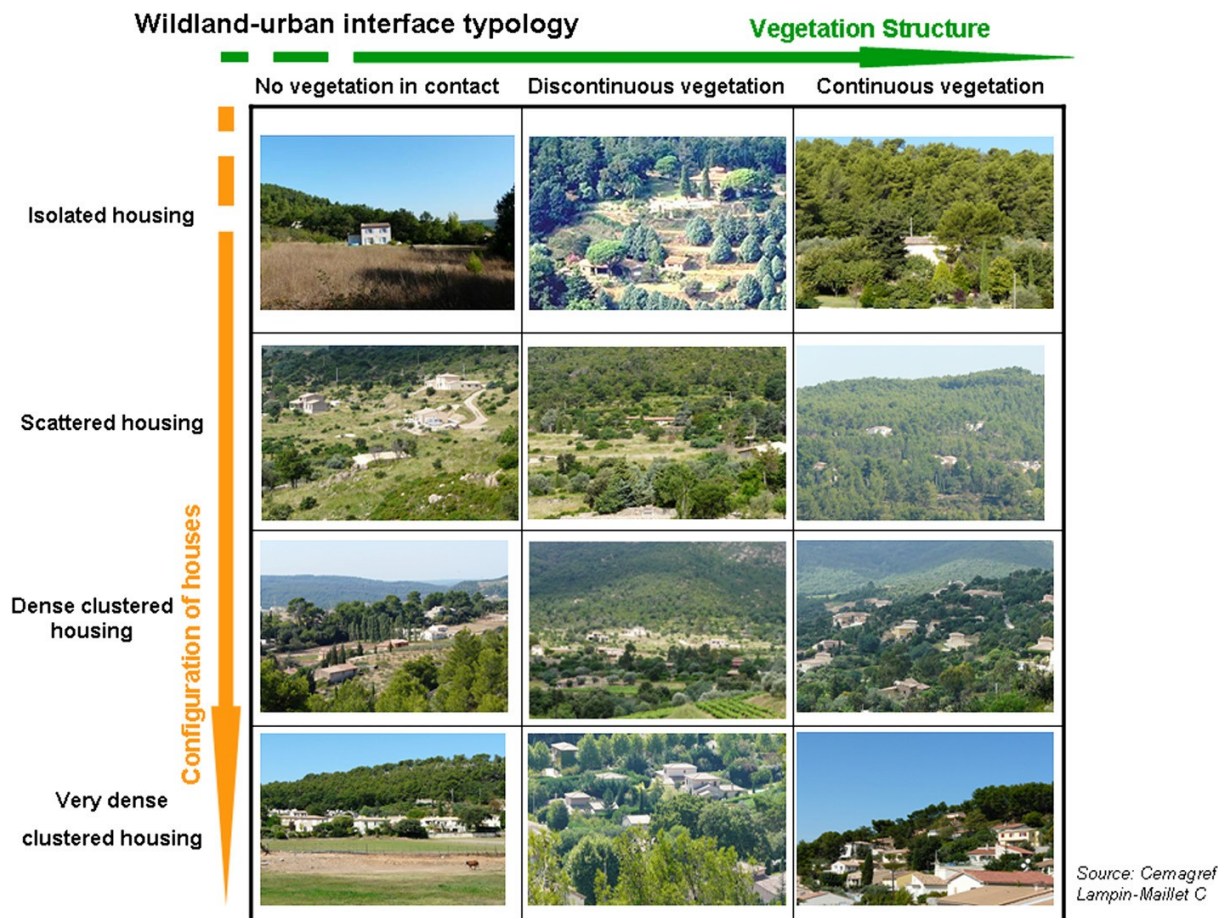 Wildland-urban interface typology
Vegetation Structure
No vegetation in contact
Discontinuous vegetation
Continuous vegetation
Isolated housing
Scattered housing
Configuration of houses
Dense clustered
housing
Very dense
clustered housing
Source: Cemagref
Lampin-Maillet C